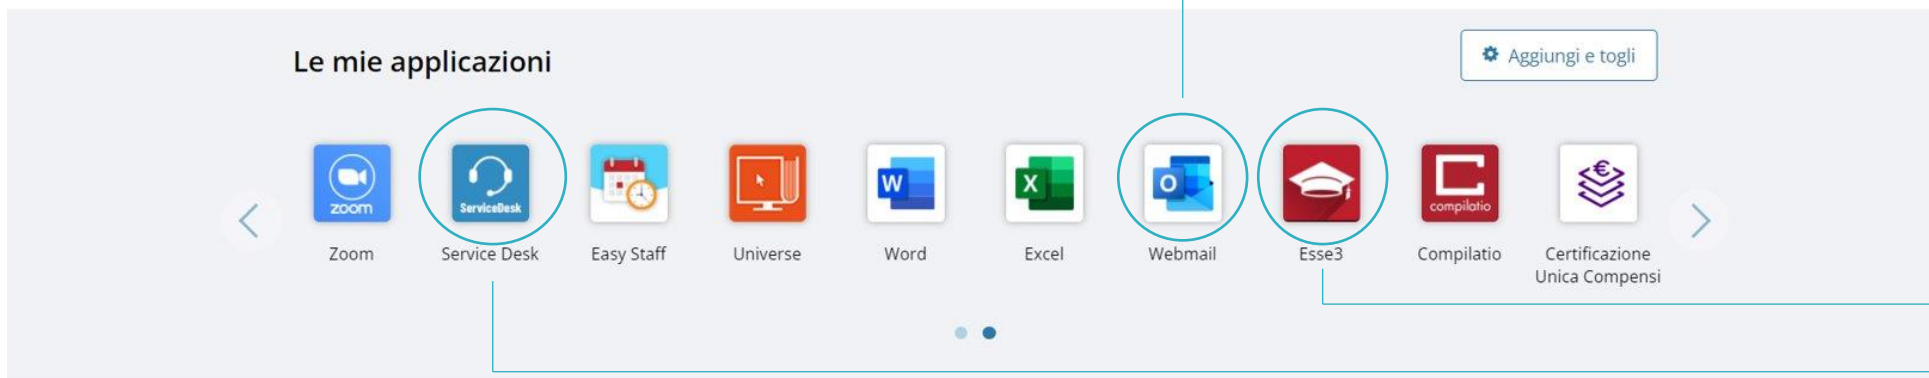 Le mie applicazioni
Aggiungi e togli
zoom
ServiceDesk
W
X
O
compilatio
€
Zoom
Service Desk
Easy Staff
Universe
Word
Excel
Webmail
Esse3
Compilatio
Certificazione
Unica Compensi